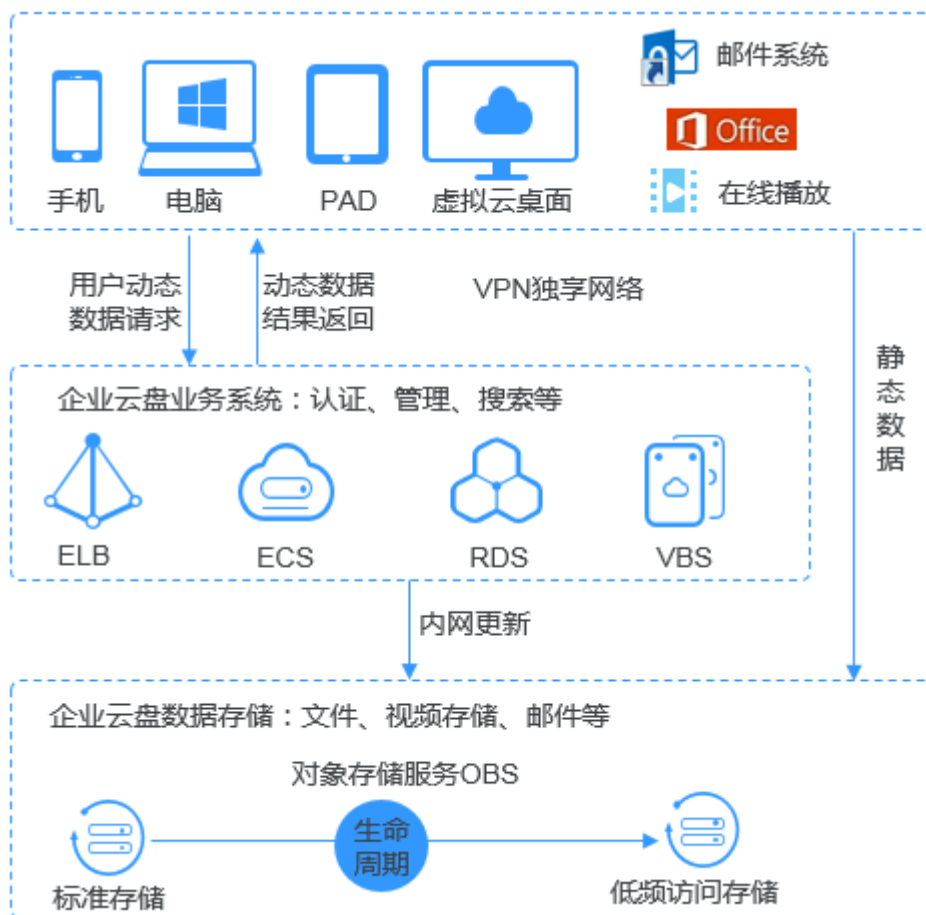 邮件系统
Office
在线播放
手机
电脑
PAD
虚拟云桌面
用户动态
数据请求
动态数据
结果返回
VPN独享网络
静
态
数
据
企业云盘业务系统：认证、管理、搜索等
ELB
ECS
RDS
VBS
内网更新
企业云盘数据存储：文件、视频存储、邮件等
对象存储服务OBS
生命
周期
标准存储
低频访问存储